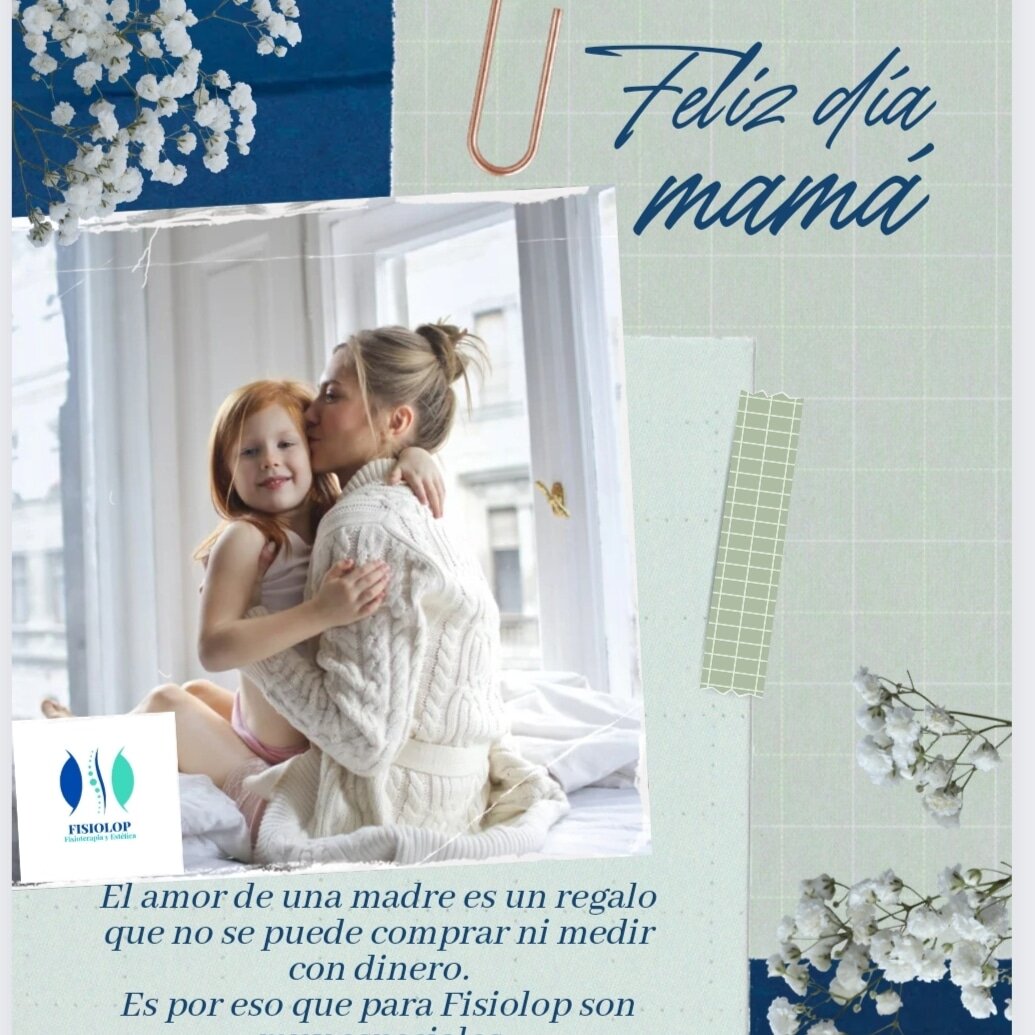 Feliz día
mamá
FISIOLOP
Fisioterapia y Estética
El amor de una madre es un regalo
que no se puede comprar ni medir
con dinero.
Es por eso que para Fisiolop son